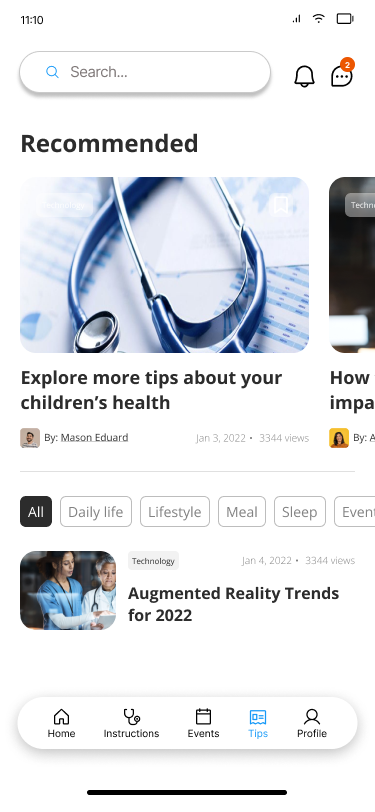 11:10
Search...
2
Recommended
Technology
Techno
Explore more tips about your
children's health
How
impa
By: Mason Eduard
Jan 3, 2022 • 3344 views
By: A
All
Daily life
Lifestyle
Meal
Sleep
Event
Technology
Jan 4, 2022 • 3344 views
Augmented Reality Trends
for 2022
Home
Instructions
Events
Tips
Profile